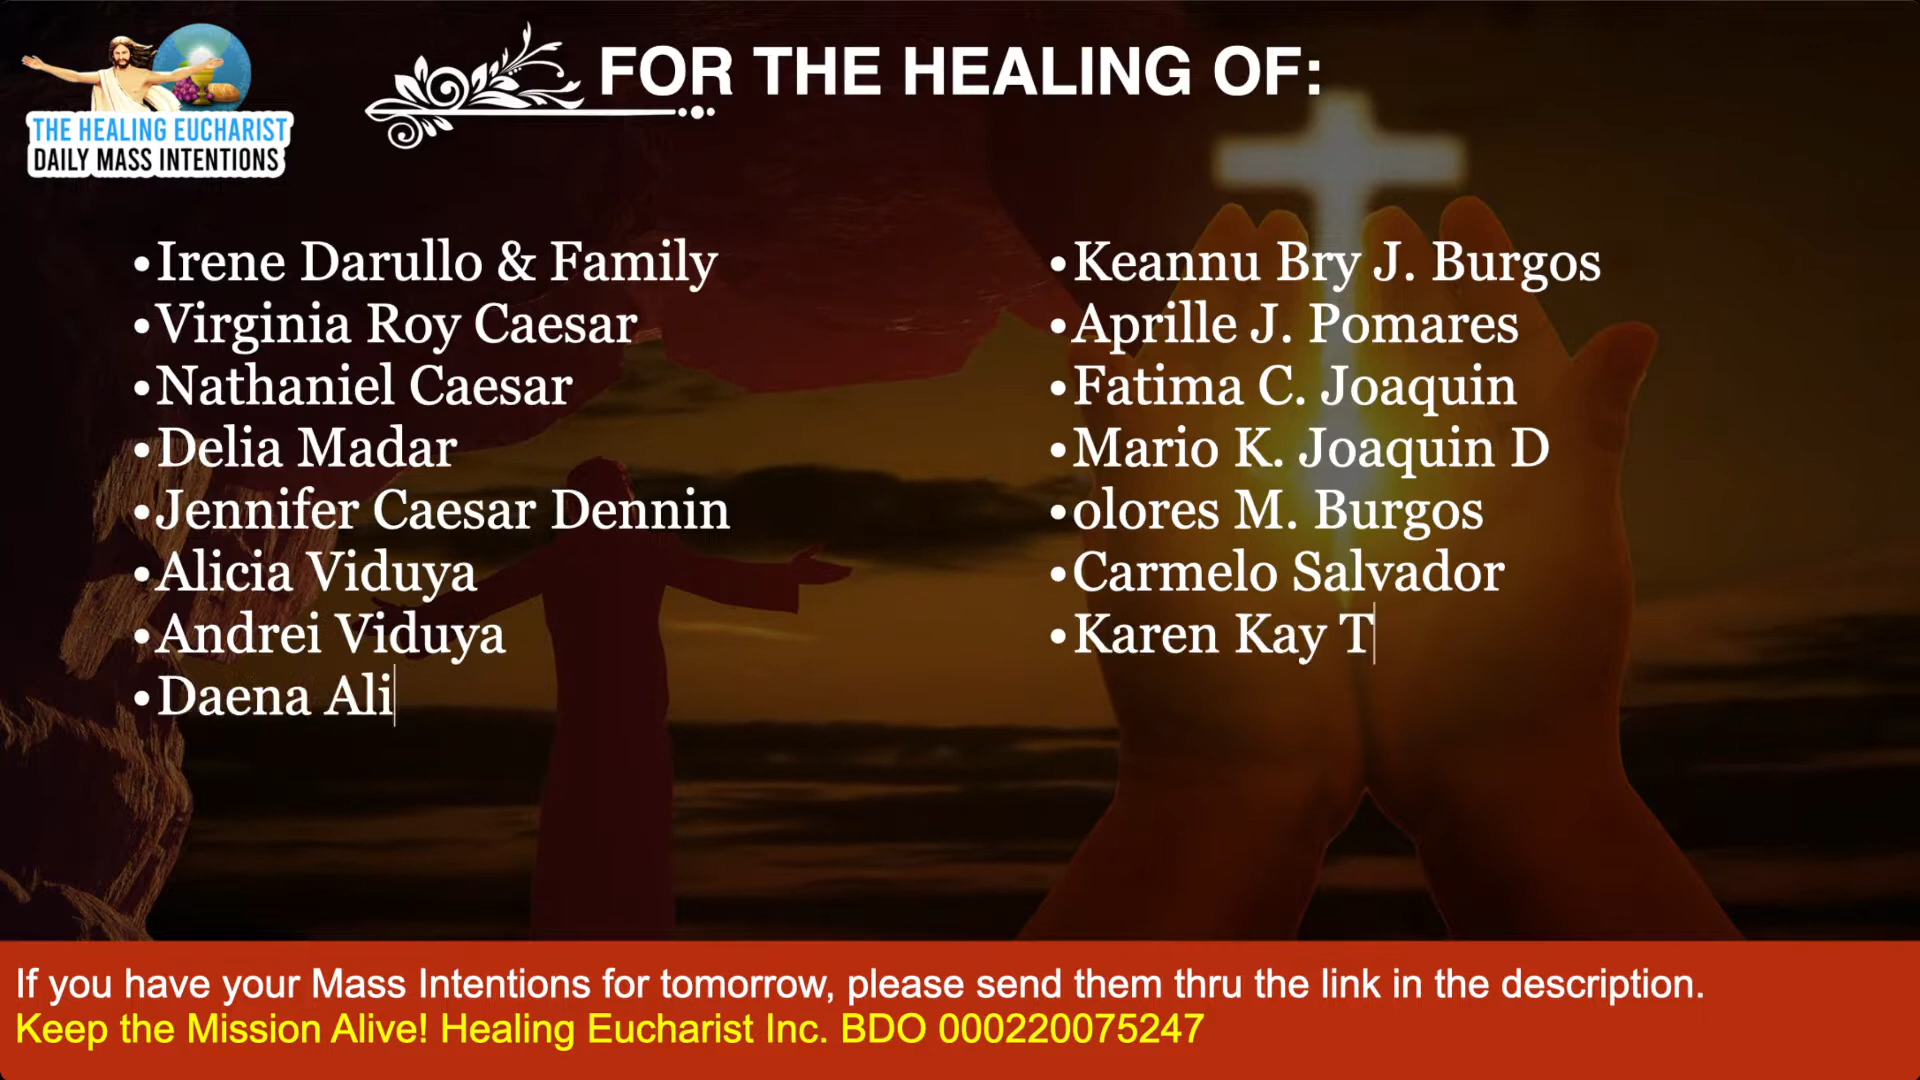 THE HEALING EUCHARIST
DAILY MASS INTENTIONS
FOR THE HEALING OF:
•Irene Darullo & Family
•Virginia Roy Caesar
•Nathaniel Caesar
•Delia Madar
•Jennifer Caesar Dennin
•Alicia Viduya
•Andrei Viduya
•Daena Ali
•Keannu Bry J. Burgos
•Aprille J. Pomares
•Fatima C. Joaquin
•Mario K. Joaquin D
•olores M. Burgos
•Carmelo Salvador
•Karen Kay T
If you have your Mass Intentions for tomorrow, please send them thru the link in the description.
Keep the Mission Alive! Healing Eucharist Inc. BDO 000220075247